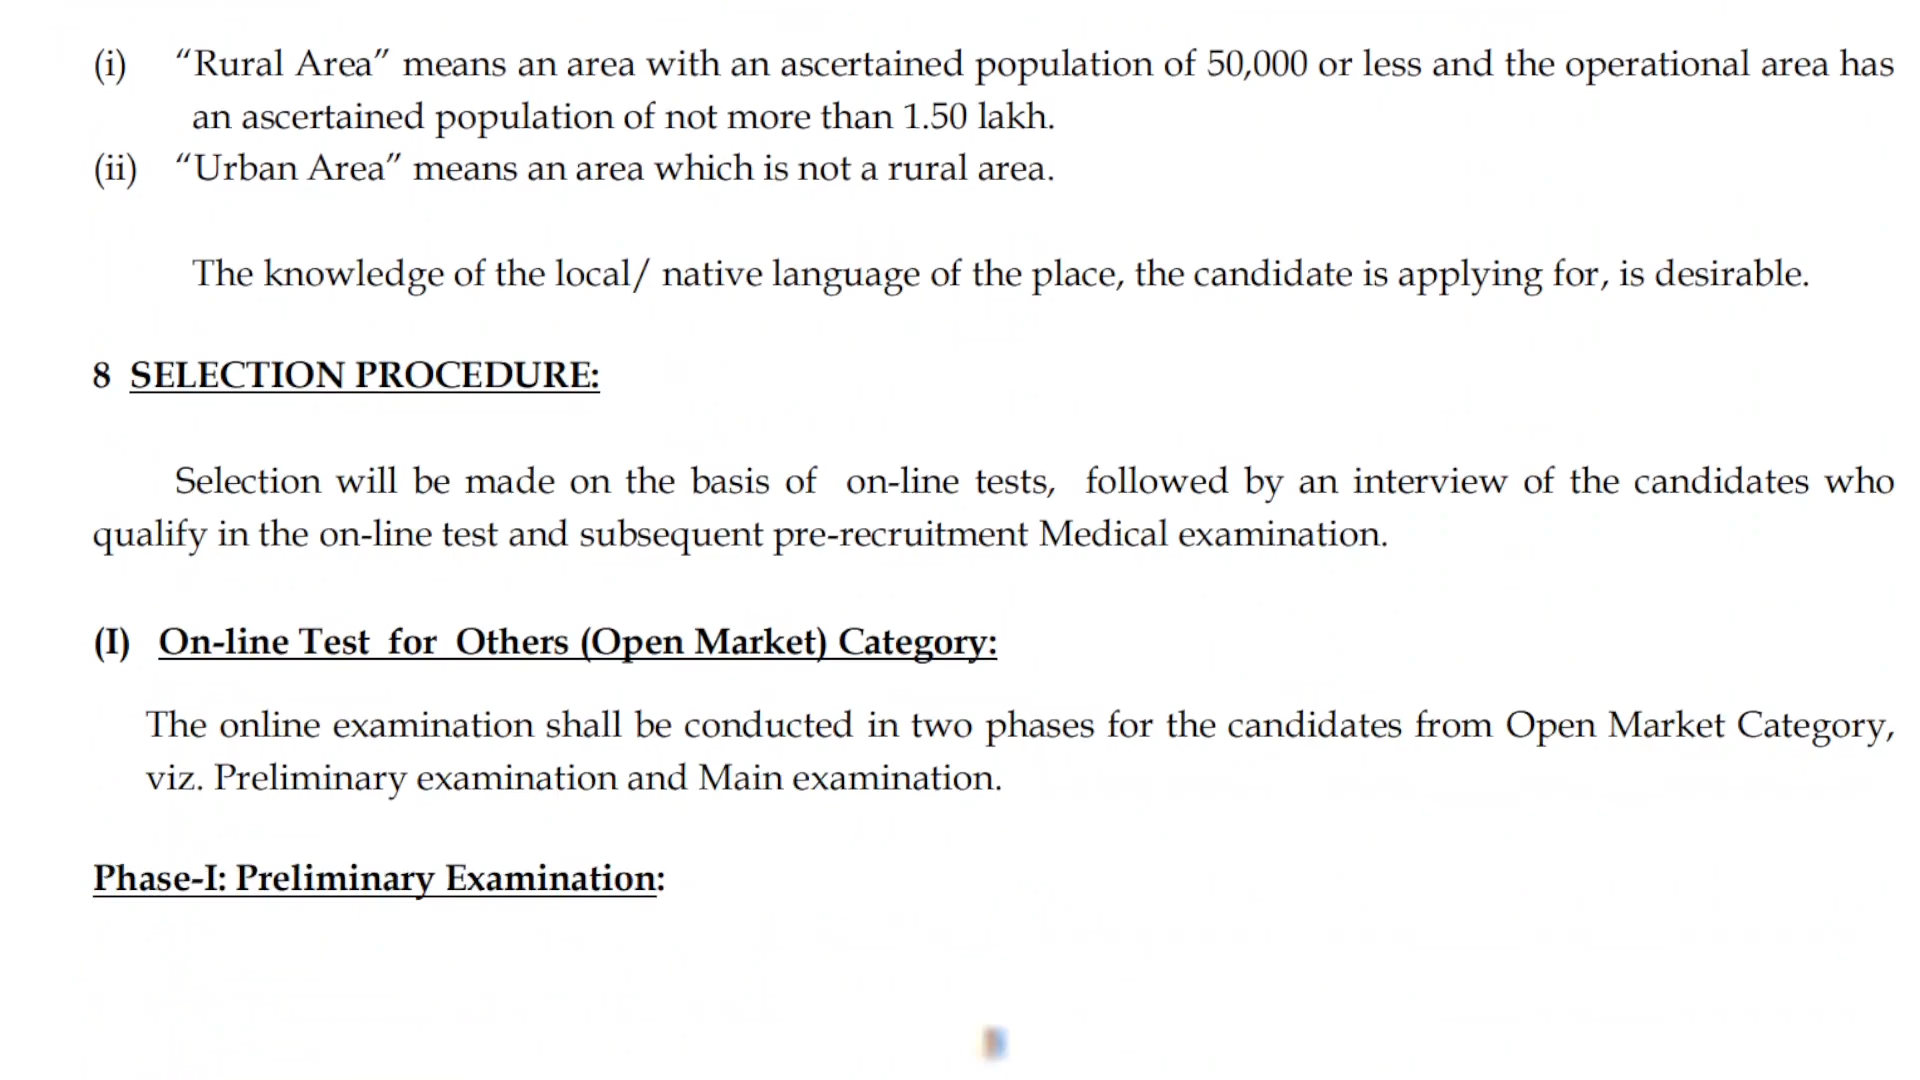 (i) “Rural Area” means an area with an ascertained population of 50,000 or less and the operational area has
an ascertained population of not more than 1.50 lakh.
(ii) “Urban Area” means an area which is not a rural area.
The knowledge of the local/ native language of the place, the candidate is applying for, is desirable.
8 SELECTION PROCEDURE:
Selection will be made on the basis of on-line tests, followed by an interview of the candidates who
qualify in the on-line test and subsequent pre-recruitment Medical examination.
(I) On-line Test for Others (Open Market) Category:
The online examination shall be conducted in two phases for the candidates from Open Market Category,
viz. Preliminary examination and Main examination.
Phase-I: Preliminary Examination: